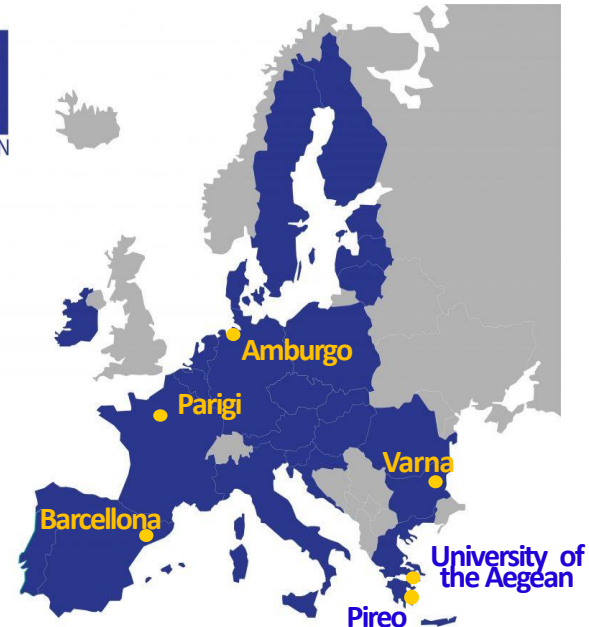 N
Amburgo
Parigi
Varna
Barcellona
University of
the Aegean
Pireo